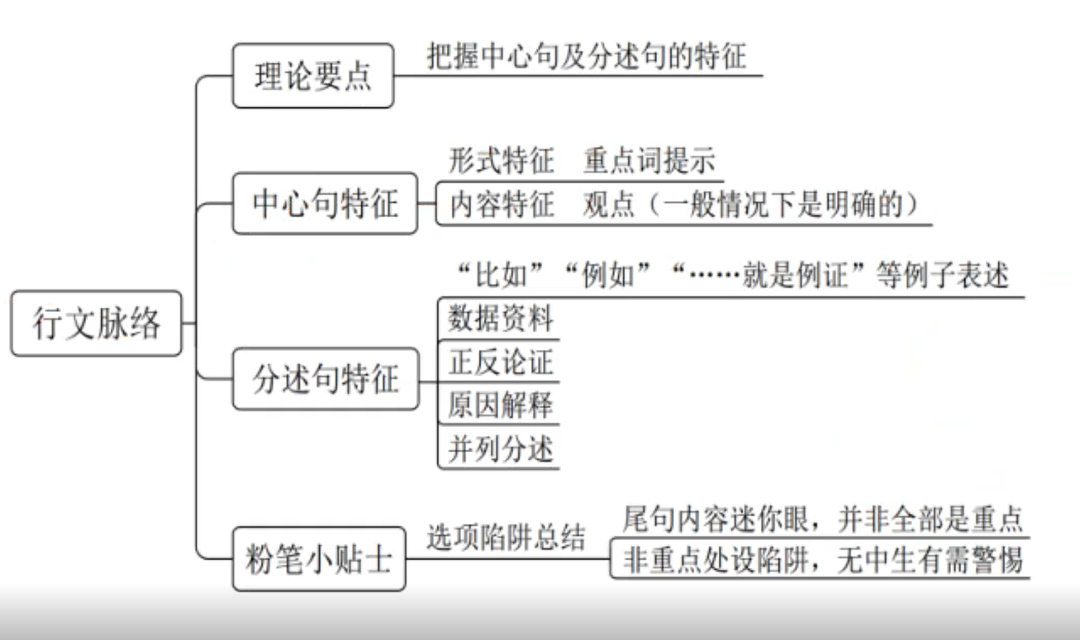 行文脉络
理论要点
把握中心句及分述句的特征
中心句特征
形式特征 重点词提示
内容特征 观点（一般情况下是明确的）
分述句特征
“比如”“例如”“……就是例证”等例子表述
数据资料
正反论证
原因解释
并列分述
粉笔小贴士
选项陷阱总结
尾句内容迷你眼，并非全部是重点
非重点处设陷阱，无中生有需警惕